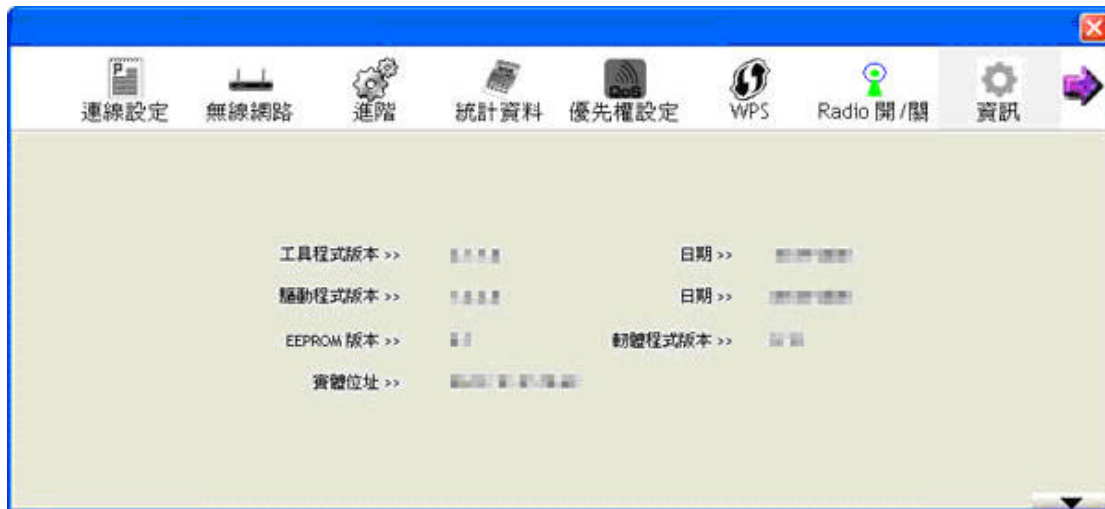 連線設定
無線網路
進階
統計資料
優先權設定
WPS
Radio 開/關
資訊
工具程式版本 >>
日期 >>
驅動程式版本 >>
日期 >>
EEPROM 版本 >>
韌體程式版本 >>
實體位址 >>